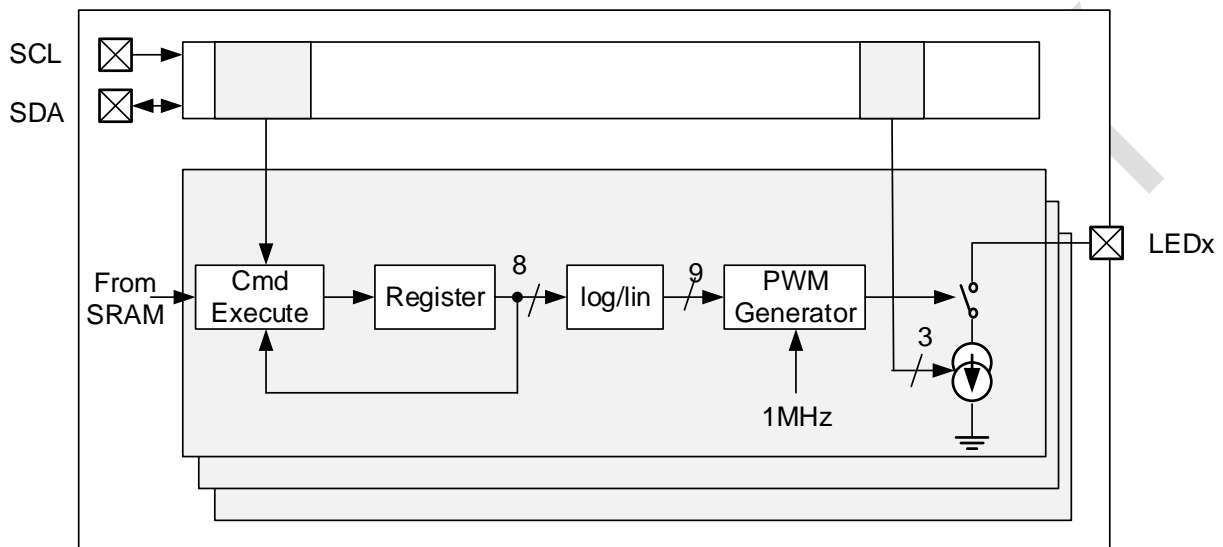 SCL
SDA
From
SRAM
Cmd
Execute
Register
8
log/lin
9
PWM
Generator
1MHz
3
LEDx